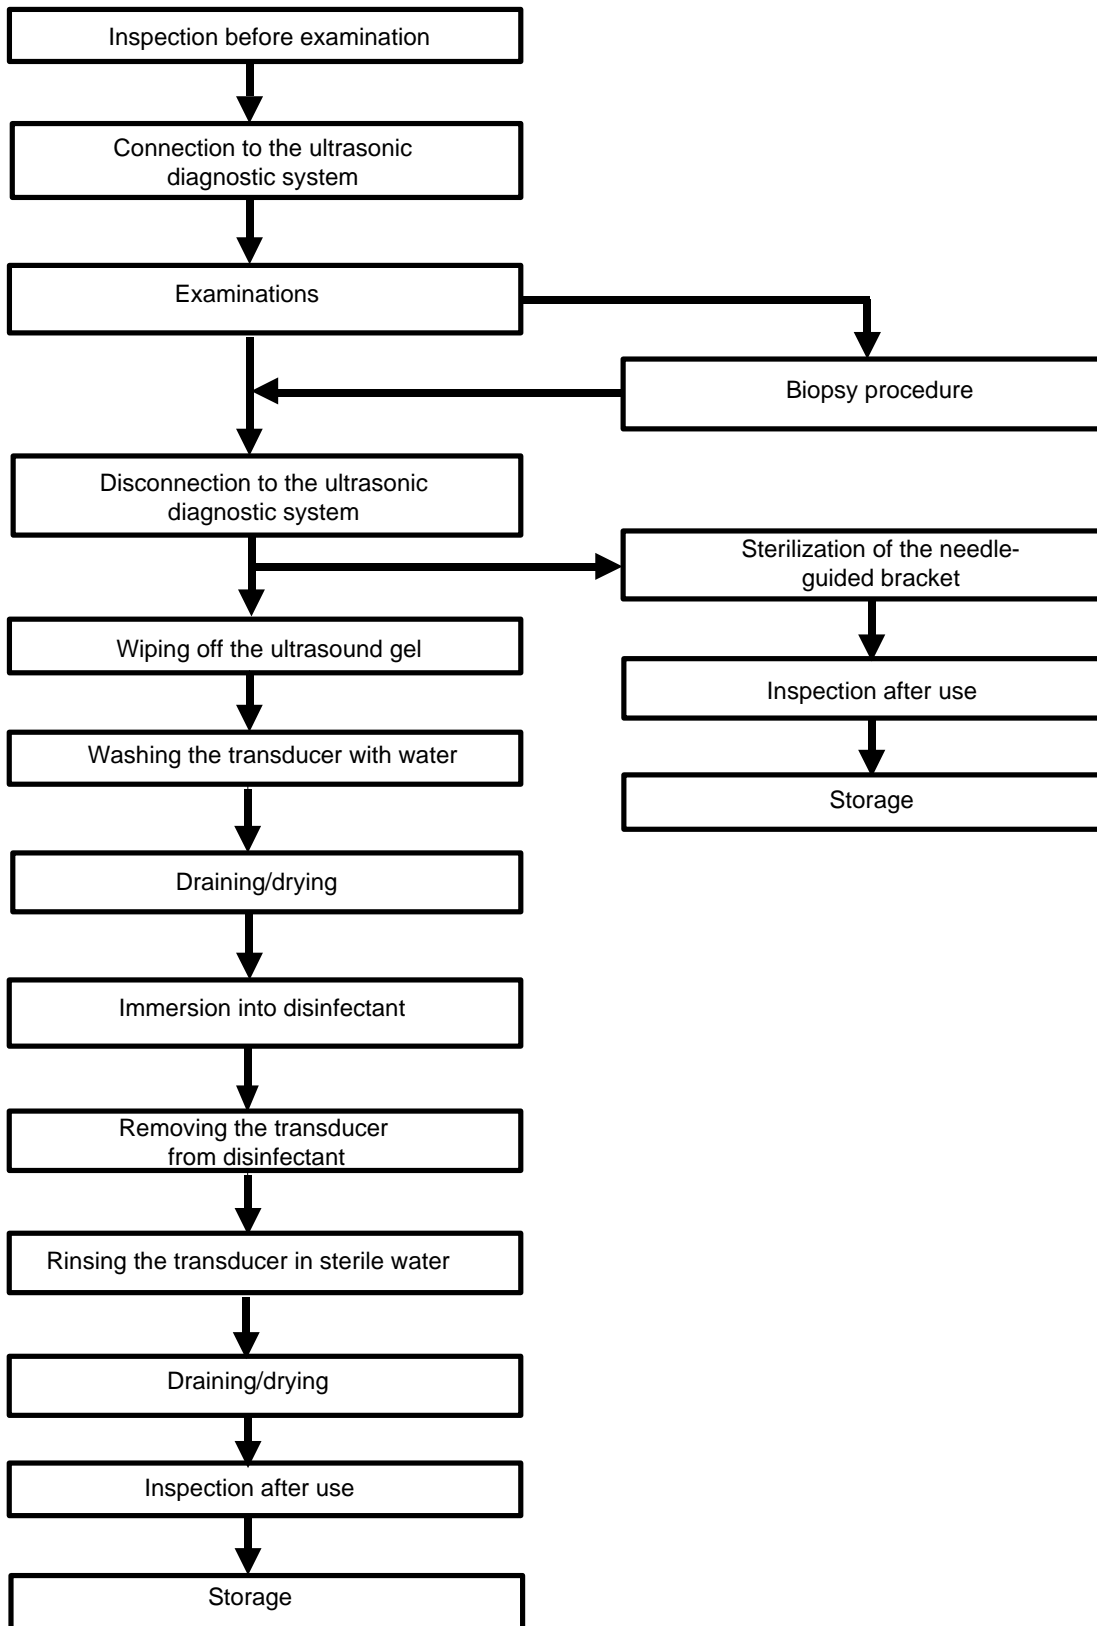 Inspection before examination
Connection to the ultrasonic
diagnostic system
Examinations
Biopsy procedure
Disconnection to the ultrasonic
diagnostic system
Sterilization of the needle-
guided bracket
Wiping off the ultrasound gel
Inspection after use
Washing the transducer with water
Storage
Draining/drying
Immersion into disinfectant
Removing the transducer
from disinfectant
Rinsing the transducer in sterile water
Draining/drying
Inspection after use
Storage